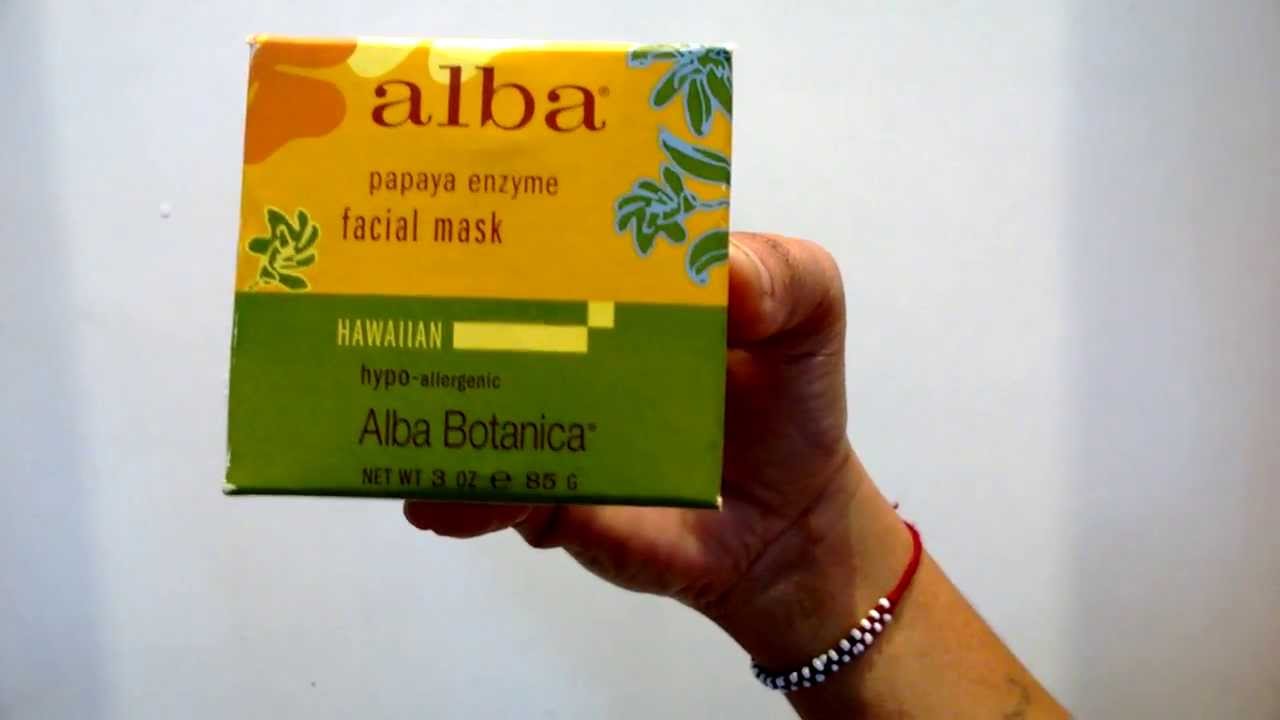 alba®
papaya enzyme
facial mask
HAWAIIAN
hypo-allergenic
Alba Botanica®
NET WT 3 OZ ℮ 85 G